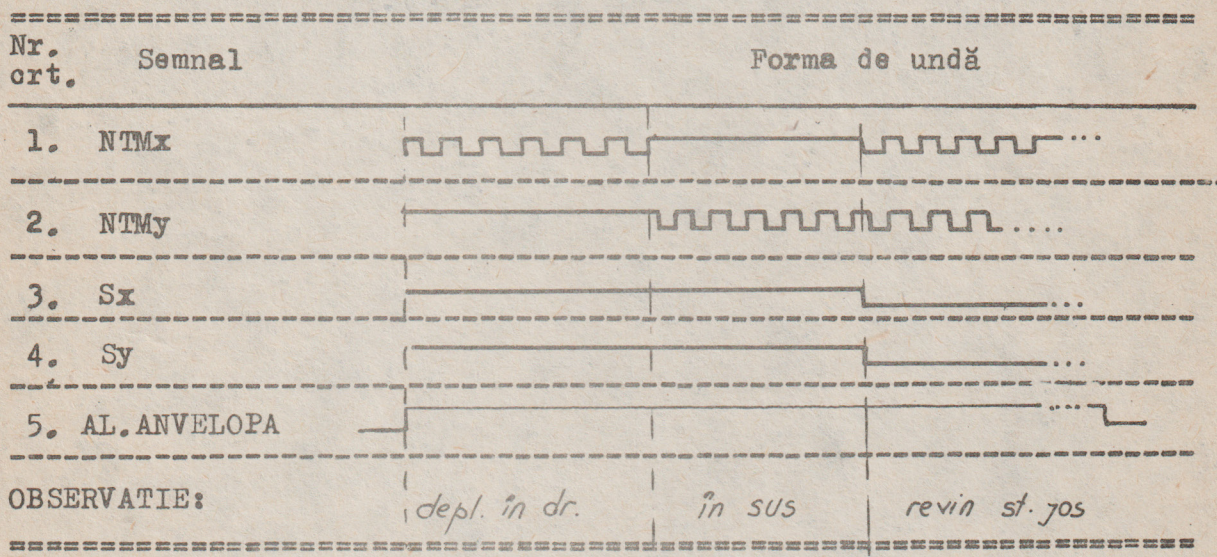 Nr.
crt. Semnal Forma de undă
1. NTMx
2. NTMy
3. Sx
4. Sy
5. AL.ANVELOPA
OBSERVATIE: depl. în dr. în sus revin st. jos